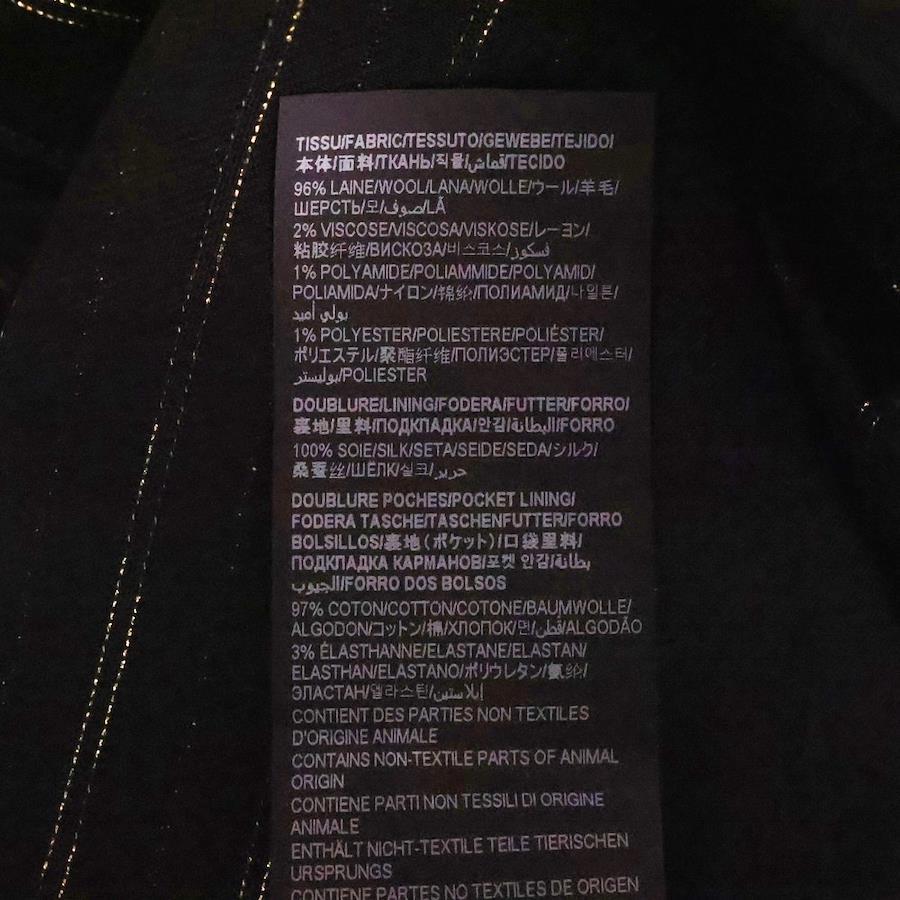 TISSU/FABRIC/TESSUTO/GEWEBE/TEJIDO/
本体/面料/ТКАНЬ/직물/قماش/TECIDO
96% LAINE/WOOL/LANA/WOLLE/ウール/羊毛/
ШЕРСТЬ/모/صوف/LÃ
2% VISCOSE/VISCOSA/VISKOSE/レーヨン/
粘胶纤维/ВИСКОЗА/비스코스/فسكوز
1% POLYAMIDE/POLIAMMIDE/POLYAMID/
POLIAMIDA/ナイロン/锦纶/ПОЛИАМИД/나일론/
بولي أميد
1% POLYESTER/POLIESTERE/POLIÉSTER/
ポリエステル/聚酯纤维/ПОЛИЭСТЕР/폴리에스터/
بوليستر/POLIESTER
DOUBLURE/LINING/FODERA/FUTTER/FORRO/
裏地/里料/ПОДКЛАДКА/안감/البطانة/FORRO
100% SOIE/SILK/SETA/SEIDE/SEDA/シルク/
桑蚕丝/ШЁЛК/실크/حرير
DOUBLURE POCHES/POCKET LINING/
FODERA TASCHE/TASCHENFUTTER/FORRO
BOLSILLOS/裏地(ポケット)/口袋里料/
ПОДКЛАДКА КАРМАНОВ/포켓 안감/بطانة
الجيوب/FORRO DOS BOLSOS
97% COTON/COTTON/COTONE/BAUMWOLLE/
ALGODON/コットン/棉/ХЛОПОК/면/قطن/ALGODÃO
3% ÉLASTHANNE/ELASTANE/ELASTAN/
ELASTHAN/ELASTANO/ポリウレタン/氨纶/
ЭЛАСТАН/엘라스틴/إيلاستين
CONTIENT DES PARTIES NON TEXTILES
D'ORIGINE ANIMALE
CONTAINS NON-TEXTILE PARTS OF ANIMAL
ORIGIN
CONTIENE PARTI NON TESSILI DI ORIGINE
ANIMALE
ENTHÄLT NICHT-TEXTILE TEILE TIERISCHEN
URSPRUNGS
CONTIENE PARTES NO TEXTILES DE ORIGEN